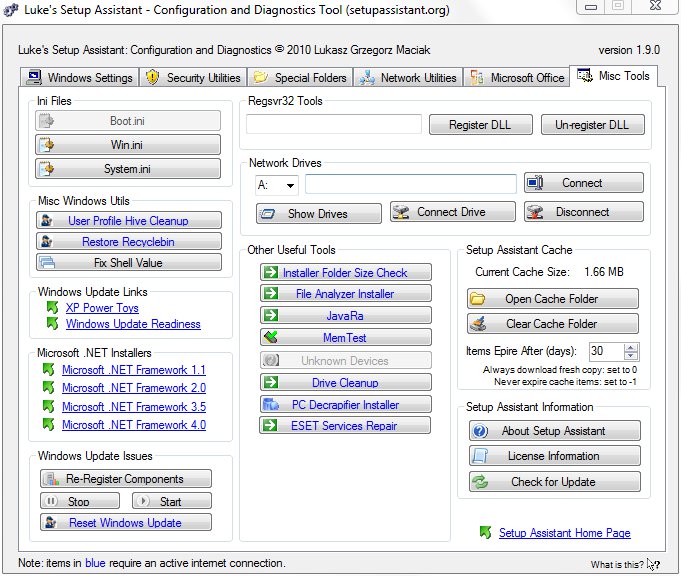 Luke's Setup Assistant - Configuration and Diagnostics Tool (setupassistant.org)
Luke's Setup Assistant: Configuration and Diagnostics © 2010 Lukasz Grzegorz Maciak
version 1.9.0
Windows Settings
Security Utilities
Special Folders
Network Utilities
Microsoft Office
Misc Tools
Ini Files
Boot.ini
Win.ini
System.ini
Misc Windows Utils
User Profile Hive Cleanup
Restore Recyclebin
Fix Shell Value
Windows Update Links
XP Power Toys
Windows Update Readiness
Microsoft .NET Installers
Microsoft .NET Framework 1.1
Microsoft .NET Framework 2.0
Microsoft .NET Framework 3.5
Microsoft .NET Framework 4.0
Windows Update Issues
Re-Register Components
Stop
Start
Reset Windows Update
Regsvr32 Tools
Register DLL
Un-register DLL
Network Drives
A:
Connect
Show Drives
Connect Drive
Disconnect
Other Useful Tools
Installer Folder Size Check
File Analyzer Installer
JavaRa
MemTest
Unknown Devices
Drive Cleanup
PC Decrapifier Installer
ESET Services Repair
Setup Assistant Cache
Current Cache Size: 1.66 MB
Open Cache Folder
Clear Cache Folder
Items Epire After (days): 30
Always download fresh copy: set to 0
Never expire cache items: set to -1
Setup Assistant Information
About Setup Assistant
License Information
Check for Update
Setup Assistant Home Page
Note: items in blue require an active internet connection.
What is this? ?